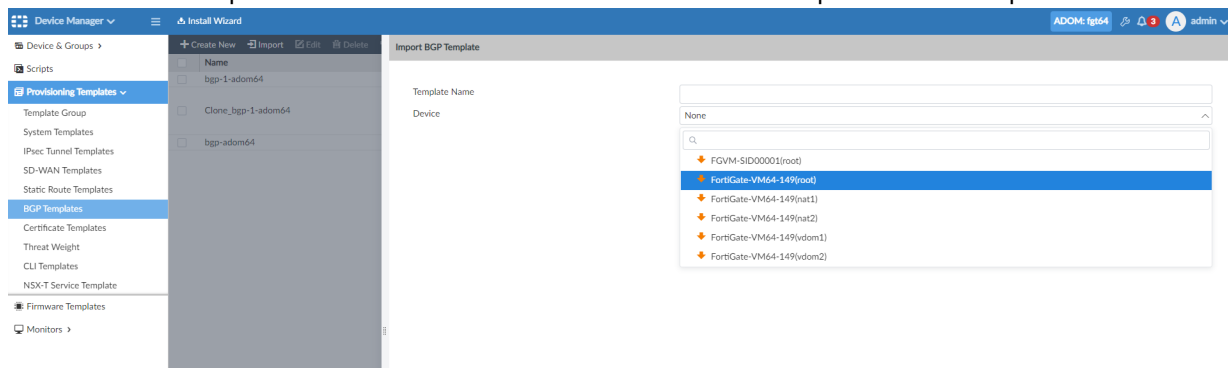 Device Manager
Install Wizard
ADOM: fgt64
3
A
admin
Device & Groups
Scripts
Provisioning Templates
Template Group
System Templates
IPsec Tunnel Templates
SD-WAN Templates
Static Route Templates
BGP Templates
Certificate Templates
Threat Weight
CLI Templates
NSX-T Service Template
Firmware Templates
Monitors
Create New Import Edit Delete
Name
bgp-1-adom64
Clone_bgp-1-adom64
bgp-adom64
Import BGP Template
Template Name
Device
None
FGVM-SID00001(root)
FortiGate-VM64-149(root)
FortiGate-VM64-149(nat1)
FortiGate-VM64-149(nat2)
FortiGate-VM64-149(vdom1)
FortiGate-VM64-149(vdom2)